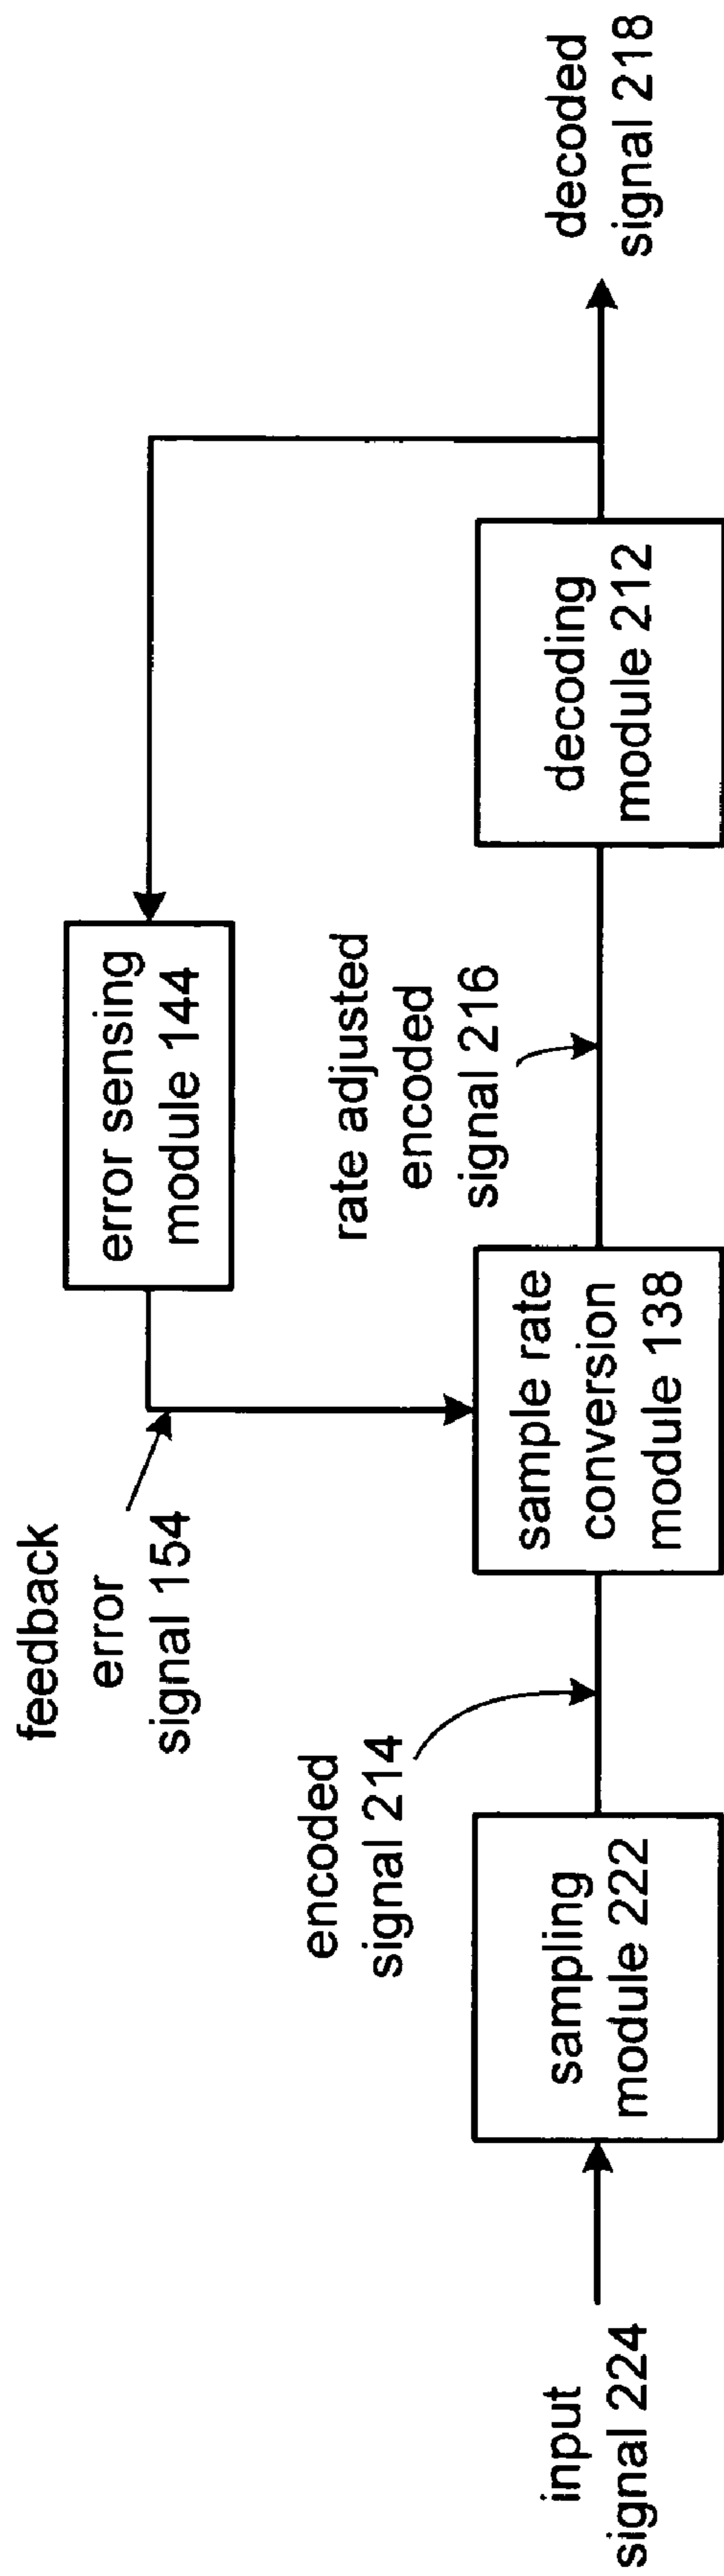 feedback
error
signal 154
error sensing
module 144
input
signal 224
sampling
module 222
encoded
signal 214
sample rate
conversion
module 138
rate adjusted
encoded
signal 216
decoding
module 212
decoded
signal 218